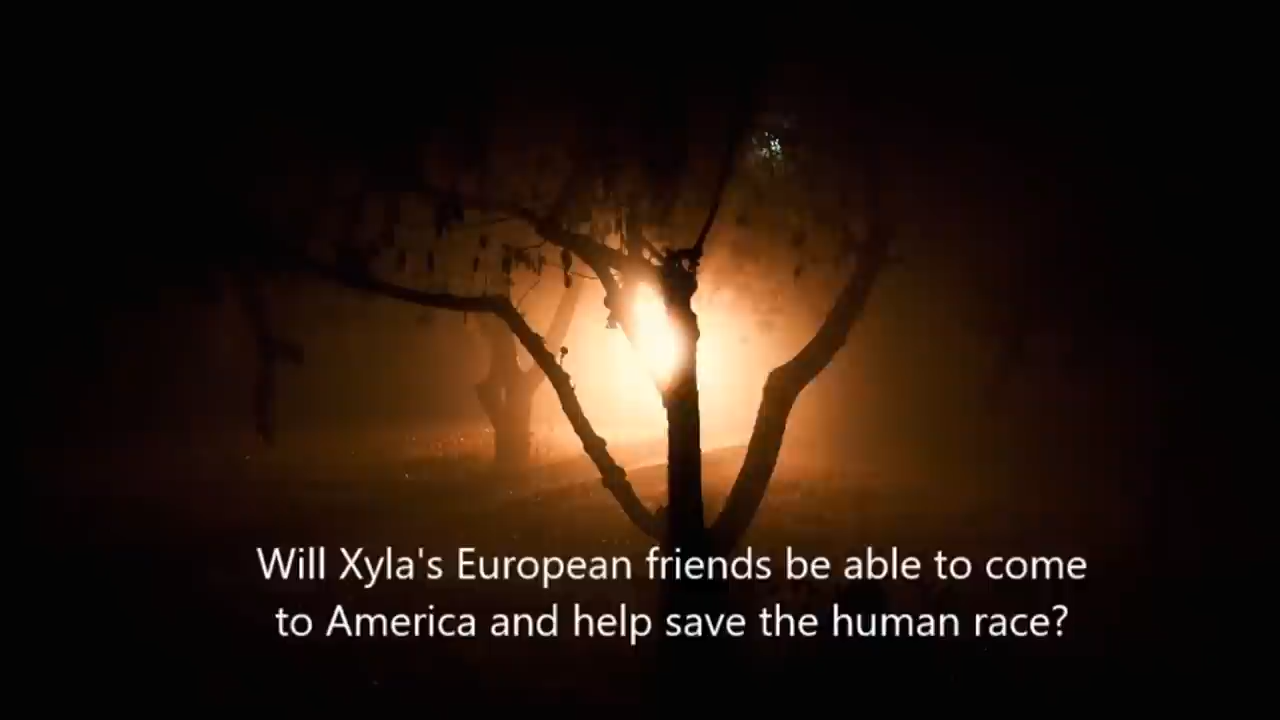 Will Xyla's European friends be able to come
to America and help save the human race?